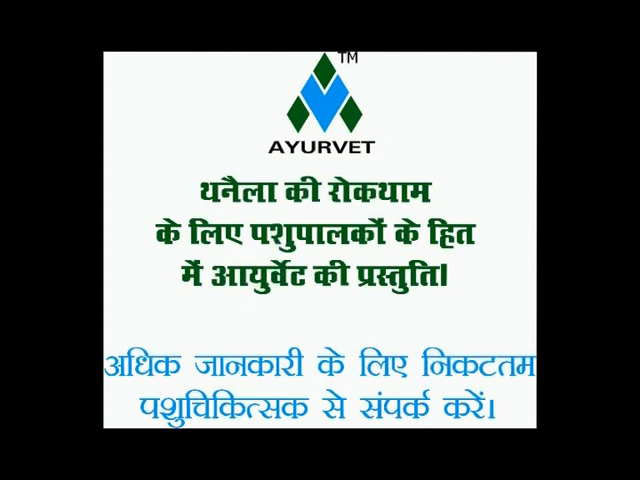 TM
AYURVET
थनैला की रोकथाम
के लिए पशुपालकों के हित
में आयुर्वेट की प्रस्तुति।
अधिक जानकारी के लिए निकटतम
पशुचिकित्सक से संपर्क करें।